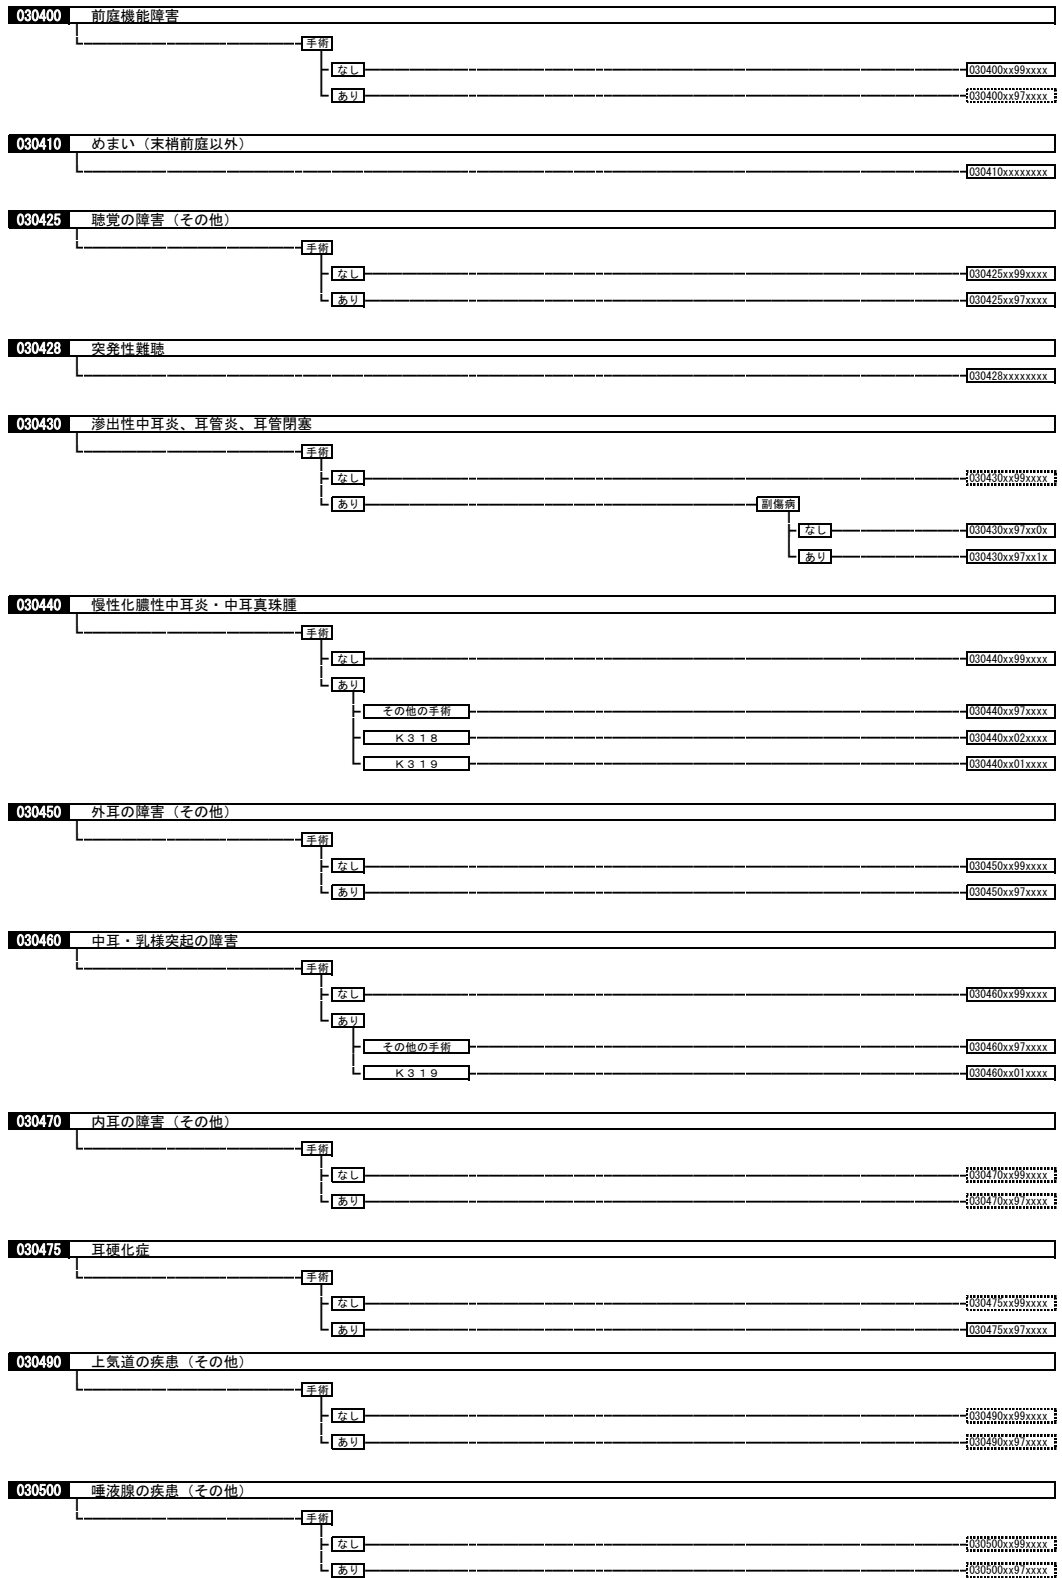 030400 前庭機能障害
手術
なし 030400xx99xxxx
あり 030400xx97xxxx
030410 めまい（末梢前庭以外）
030410xxxxxxxx
030425 聴覚の障害（その他）
手術
なし 030425xx99xxxx
あり 030425xx97xxxx
030428 突発性難聴
030428xxxxxxxx
030430 滲出性中耳炎、耳管炎、耳管閉塞
手術
なし 030430xx99xxxx
あり 副傷病
なし 030430xx97xx0x
あり 030430xx97xx1x
030440 慢性化膿性中耳炎・中耳真珠腫
手術
なし 030440xx99xxxx
あり
その他の手術 030440xx97xxxx
Ｋ３１８ 030440xx02xxxx
Ｋ３１９ 030440xx01xxxx
030450 外耳の障害（その他）
手術
なし 030450xx99xxxx
あり 030450xx97xxxx
030460 中耳・乳様突起の障害
手術
なし 030460xx99xxxx
あり
その他の手術 030460xx97xxxx
Ｋ３１９ 030460xx01xxxx
030470 内耳の障害（その他）
手術
なし 030470xx99xxxx
あり 030470xx97xxxx
030475 耳硬化症
手術
なし 030475xx99xxxx
あり 030475xx97xxxx
030490 上気道の疾患（その他）
手術
なし 030490xx99xxxx
あり 030490xx97xxxx
030500 唾液腺の疾患（その他）
手術
なし 030500xx99xxxx
あり 030500xx97xxxx